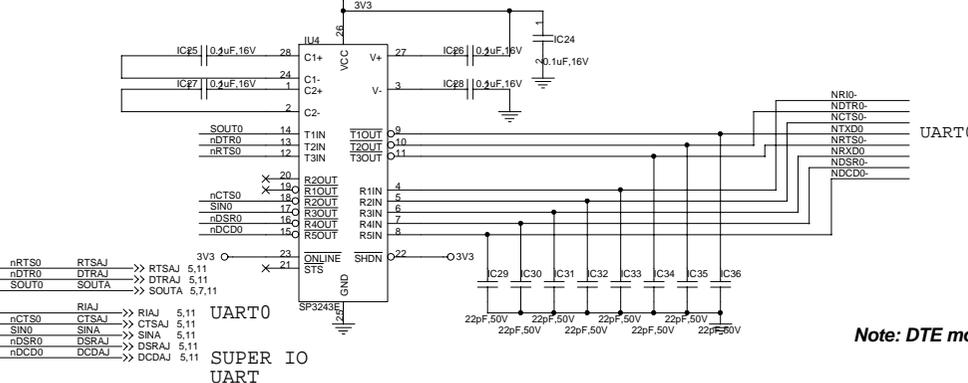 3V3
IU4
26
VCC
IC25 0.1uF,16V 28 C1+
V+ 27 IC26 0.1uF,16V
1 IC24
2 0.1uF,16V
24 C1-
IC27 0.1uF,16V 1 C2+
V- 3 IC28 0.1uF,16V
2 C2-
SOUT0 14 T1IN T1OUT 9
nDTR0 13 T2IN T2OUT 10
nRTS0 12 T3IN T3OUT 11
20 R2OUT
19 R1OUT R1IN 4
nCTS0 18 R2OUT R2IN 5
SIN0 17 R3OUT R3IN 6
nDSR0 16 R4OUT R4IN 7
nDCD0 15 R5OUT R5IN 8
3V3 23 ONLINE SHDN 22 3V3
21 STS
GND
25
SP3243E
NRI0-
NDTR0-
NCTS0-
NTXD0
NRTS0-
NRXD0
NDSR0-
NDCD0-
UART0
IC29 IC30 IC31 IC32 IC33 IC34 IC35 IC36
22pF,50V 22pF,50V 22pF,50V 22pF,50V
22pF,50V 22pF,50V 22pF,50V 22pF,50V
nRTS0 RTSAJ RTSAJ 5,11
nDTR0 DTRAJ DTRAJ 5,11
SOUT0 SOUTA SOUTA 5,7,11
RIAJ RIAJ 5,11
nCTS0 CTSAJ CTSAJ 5,11
SIN0 SINA SINA 5,11
nDSR0 DSRAJ DSRAJ 5,11
nDCD0 DCDAJ DCDAJ 5,11
UART0
SUPER IO
UART
Note: DTE mo